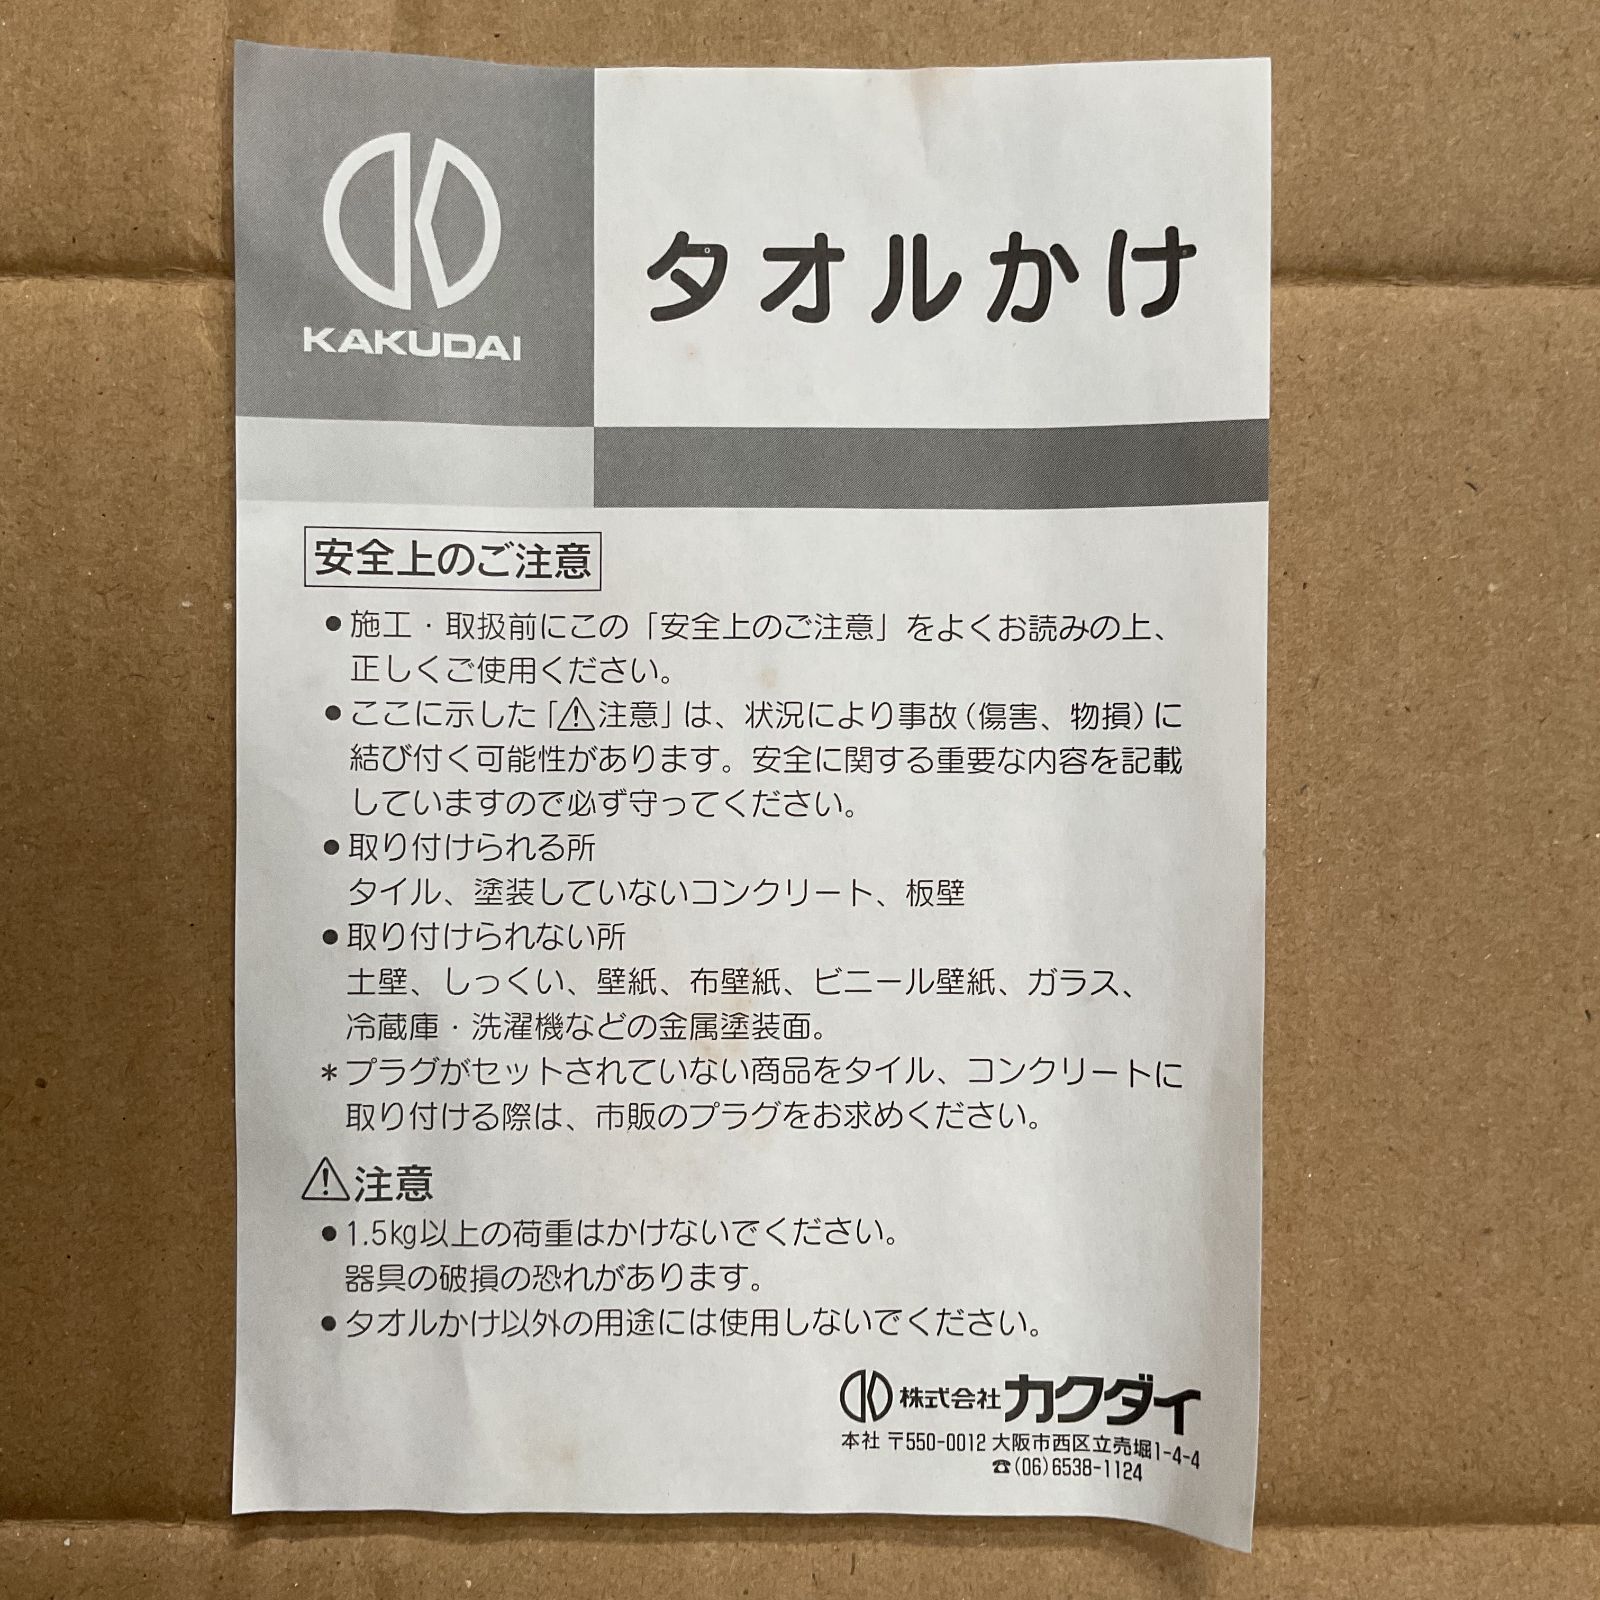 KAKUDAI
タオルかけ
安全上のご注意
●施工・取扱前にこの「安全上のご注意」をよくお読みの上、
正しくご使用ください。
●ここに示した「⚠注意」は、状況により事故(傷害、物損)に
結び付く可能性があります。安全に関する重要な内容を記載
していますので必ず守ってください。
●取り付けられる所
タイル、塗装していないコンクリート、板壁
●取り付けられない所
土壁、しっくい、壁紙、布壁紙、ビニール壁紙、ガラス、
冷蔵庫・洗濯機などの金属塗装面。
＊プラグがセットされていない商品をタイル、コンクリートに
取り付ける際は、市販のプラグをお求めください。
⚠注意
●1.5kg以上の荷重はかけないでください。
器具の破損の恐れがあります。
●タオルかけ以外の用途には使用しないでください。
株式会社カクダイ
本社 〒550-0012 大阪市西区立売堀1-4-4
☎(06)6538-1124